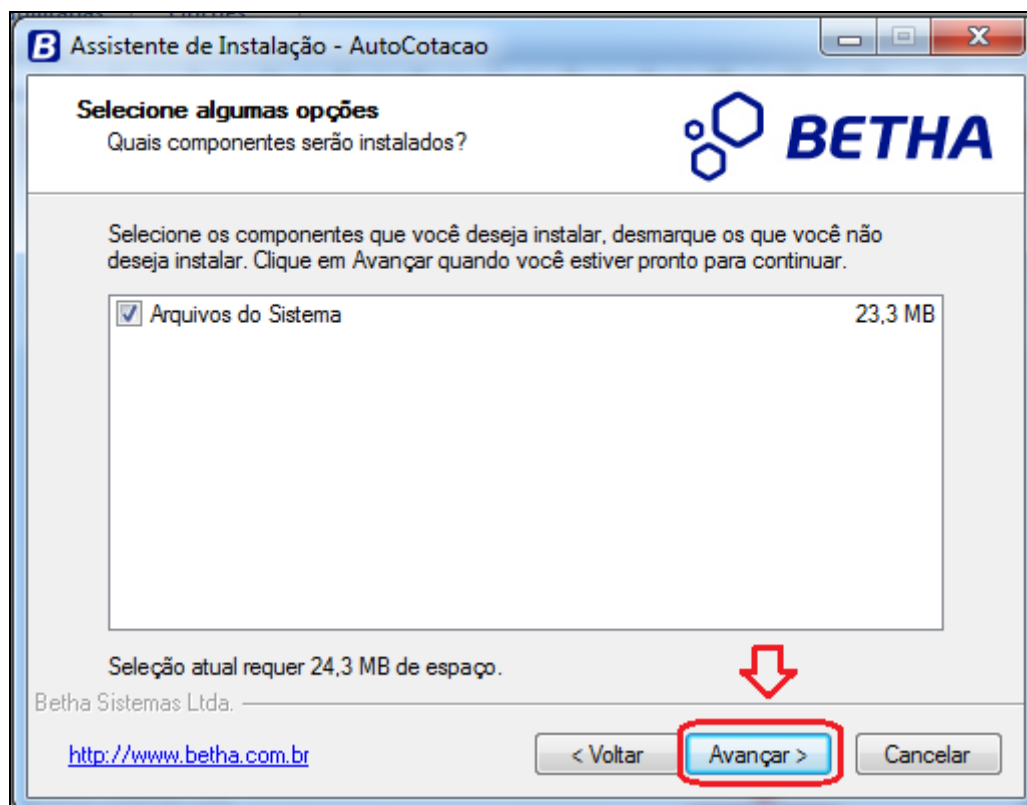 B Assistente de Instalação - AutoCotacao
Selecione algumas opções
Quais componentes serão instalados?
BETHA
Selecione os componentes que você deseja instalar, desmarque os que você não
deseja instalar. Clique em Avançar quando você estiver pronto para continuar.
Arquivos do Sistema 23,3 MB
Seleção atual requer 24,3 MB de espaço.
Betha Sistemas Ltda.
http://www.betha.com.br < Voltar Avançar > Cancelar